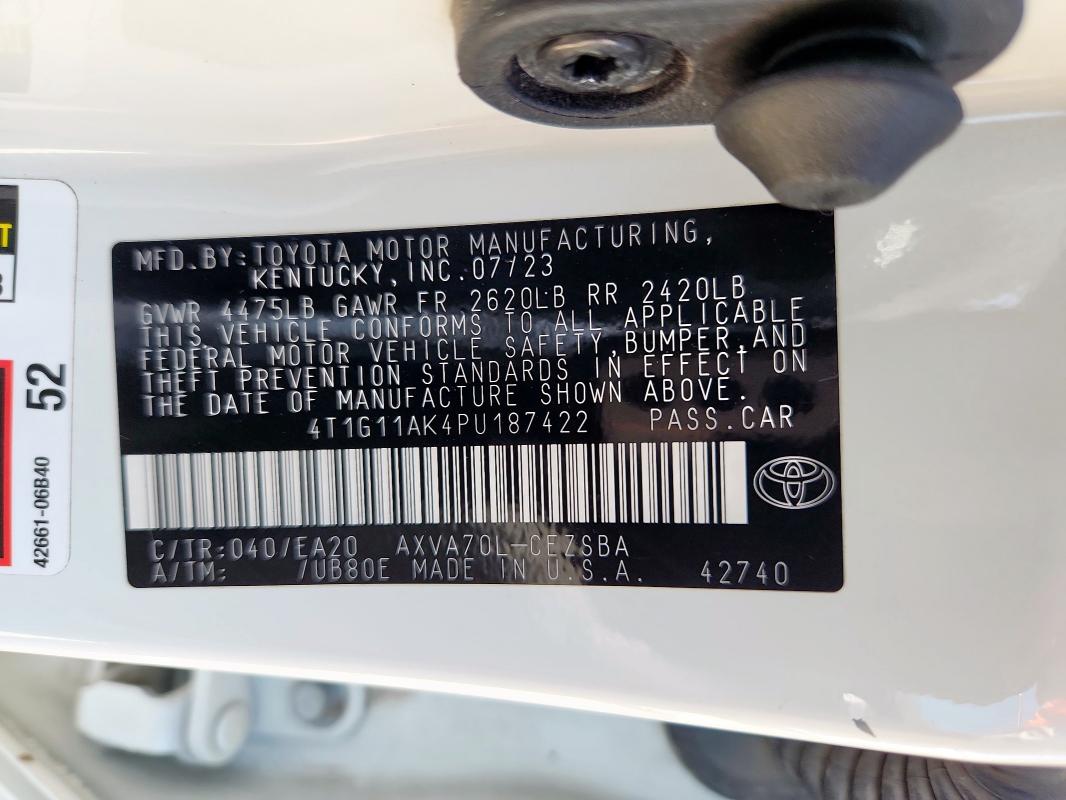 MFD.BY:TOYOTA MOTOR MANUFACTURING,
KENTUCKY,INC.07/23
GVWR 4475LB GAWR FR 2620LB RR 2420LB
THIS VEHICLE CONFORMS TO ALL APPLICABLE
FEDERAL MOTOR VEHICLE SAFETY,BUMPER,AND
THEFT PREVENTION STANDARDS IN EFFECT ON
THE DATE OF MANUFACTURE SHOWN ABOVE.
4T1G11AK4PU187422 PASS.CAR
C/TR:040/EA20 AXVA70L-CEZSBA
A/TM: /UB80E MADE IN U.S.A. 42740
T
3
52
42661-06B40